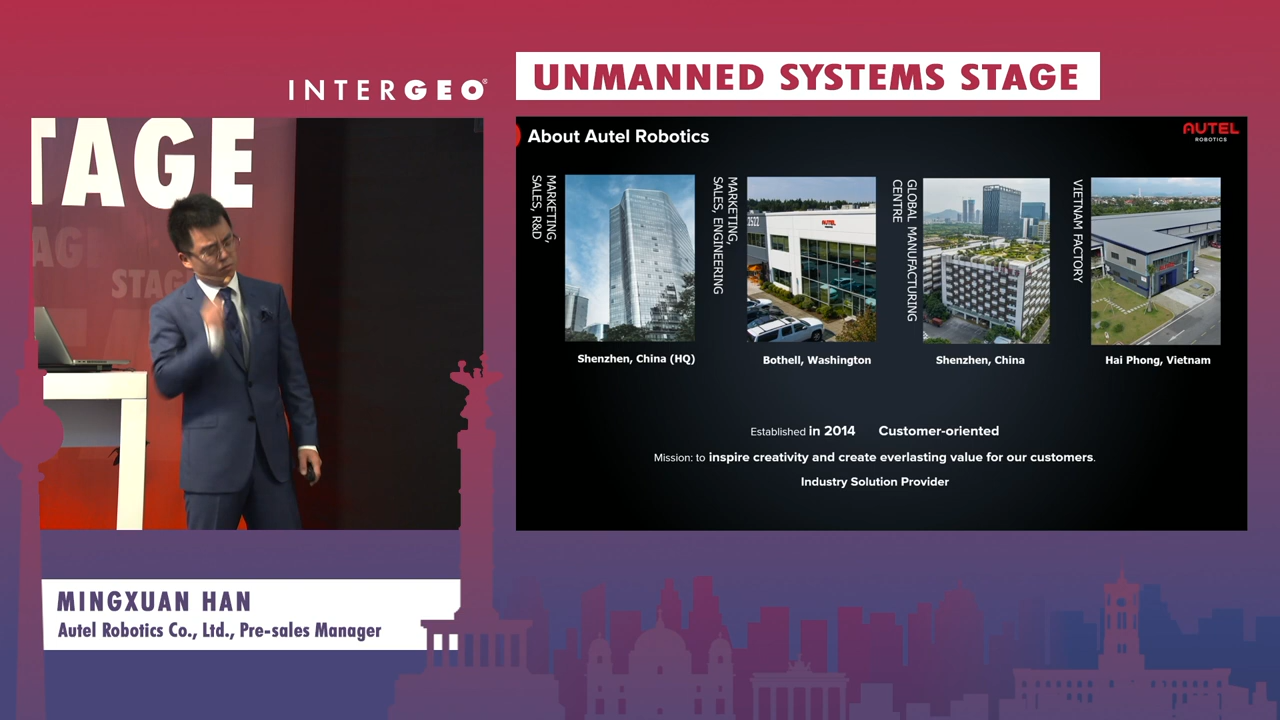 INTERGEO®
UNMANNED SYSTEMS STAGE
TAGE
AGE
STAG
About Autel Robotics
AUTEL
ROBOTICS
MARKETING,
SALES, R&D
MARKETING,
SALES, ENGINEERING
AUTEL
GLOBAL MANUFACTURING
CENTRE
VIETNAM FACTORY
Shenzhen, China (HQ)
Bothell, Washington
Shenzhen, China
Hai Phong, Vietnam
Established in 2014 Customer-oriented
Mission: to inspire creativity and create everlasting value for our customers.
Industry Solution Provider
MINGXUAN HAN
Autel Robotics Co., Ltd., Pre-sales Manager